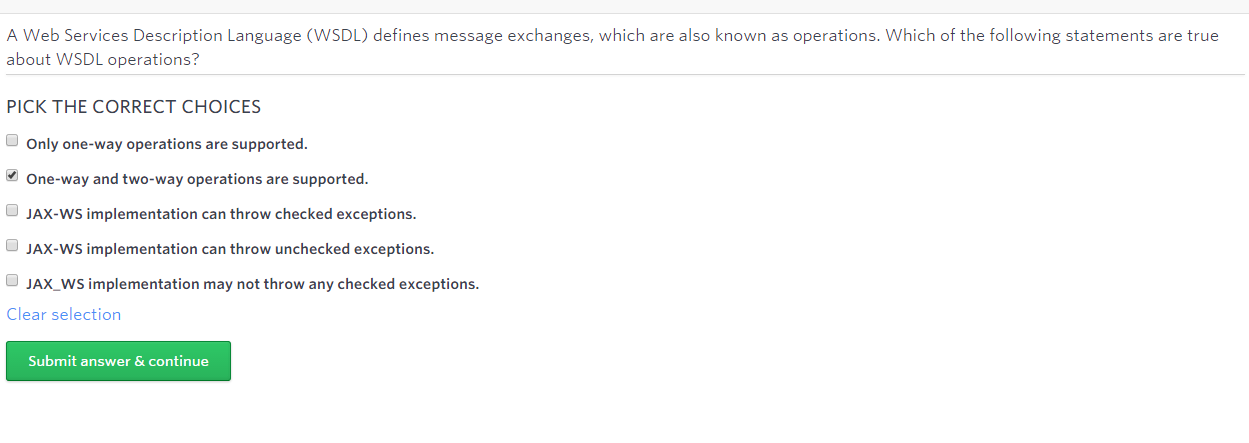 A Web Services Description Language (WSDL) defines message exchanges, which are also known as operations. Which of the following statements are true
about WSDL operations?
PICK THE CORRECT CHOICES
Only one-way operations are supported.
One-way and two-way operations are supported.
JAX-WS implementation can throw checked exceptions.
JAX-WS implementation can throw unchecked exceptions.
JAX_WS implementation may not throw any checked exceptions.
Clear selection
Submit answer & continue